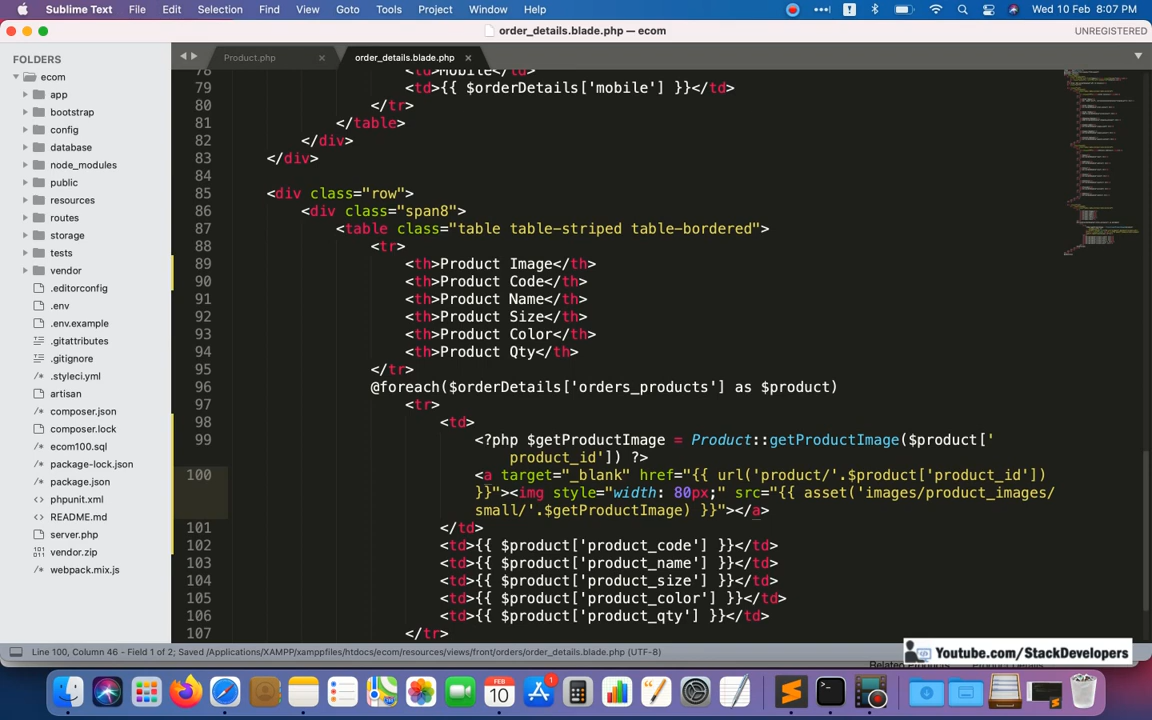 Sublime Text File Edit Selection Find View Goto Tools Project Window Help Wed 10 Feb 8:07 PM
order_details.blade.php — ecom
UNREGISTERED
FOLDERS
ecom
app
bootstrap
config
database
node_modules
public
resources
routes
storage
tests
vendor
.editorconfig
.env
.env.example
.gitattributes
.gitignore
.styleci.yml
artisan
composer.json
composer.lock
ecom100.sql
package-lock.json
package.json
phpunit.xml
README.md
server.php
vendor.zip
webpack.mix.js
Product.php
order_details.blade.php
78 <td>Mobile</td>
79 <td>{{ $orderDetails['mobile'] }}</td>
80 </tr>
81 </table>
82 </div>
83 </div>
84
85 <div class="row">
86 <div class="span8">
87 <table class="table table-striped table-bordered">
88 <tr>
89 <th>Product Image</th>
90 <th>Product Code</th>
91 <th>Product Name</th>
92 <th>Product Size</th>
93 <th>Product Color</th>
94 <th>Product Qty</th>
95 </tr>
96 @foreach($orderDetails['orders_products'] as $product)
97 <tr>
98 <td>
99 <?php $getProductImage = Product::getProductImage($product['
product_id']) ?>
100 <a target="_blank" href="{{ url('product/'.$product['product_id'])
}}"><img style="width: 80px;" src="{{ asset('images/product_images/
small/'.$getProductImage) }}"></a>
101 </td>
102 <td>{{ $product['product_code'] }}</td>
103 <td>{{ $product['product_name'] }}</td>
104 <td>{{ $product['product_size'] }}</td>
105 <td>{{ $product['product_color'] }}</td>
106 <td>{{ $product['product_qty'] }}</td>
107 </tr>
Line 100, Column 46 - Field 1 of 2; Saved /Applications/XAMPP/xamppfiles/htdocs/ecom/resources/views/front/orders/order_details.blade.php (UTF-8)
Youtube.com/StackDevelopers
FEB
10
1